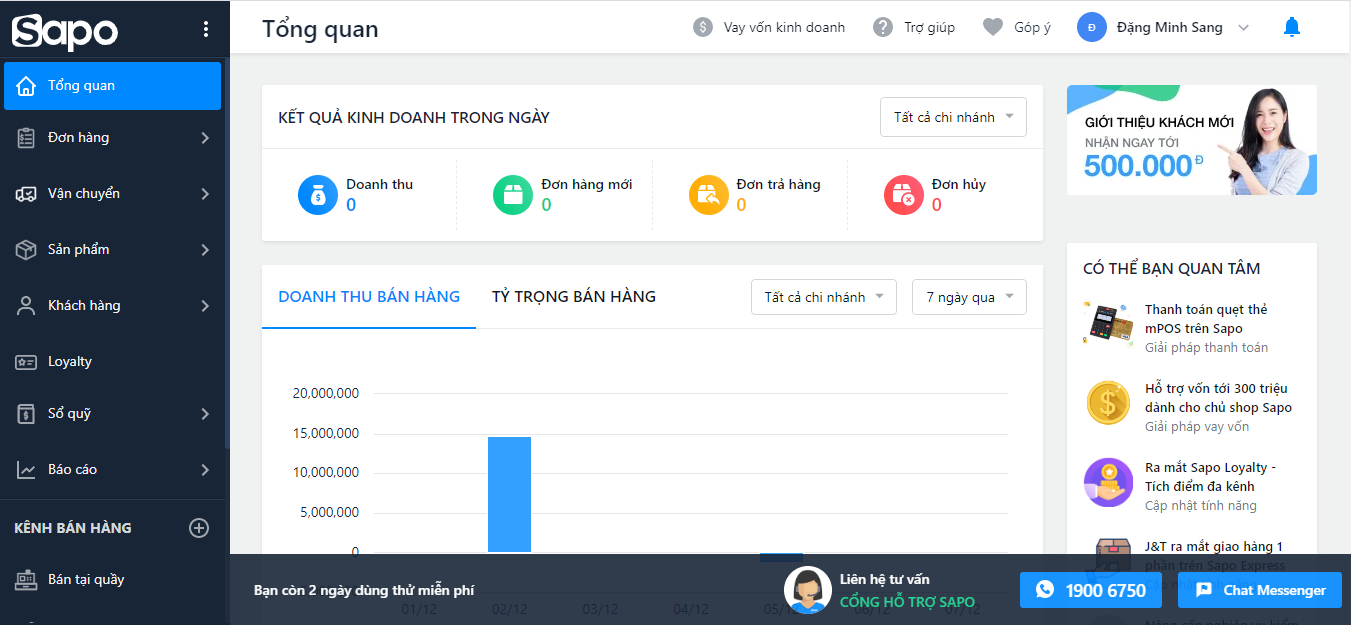 Sapo
Tổng quan
Đơn hàng
Vận chuyển
Sản phẩm
Khách hàng
Loyalty
Sổ quỹ
Báo cáo
KÊNH BÁN HÀNG
Bán tại quầy
Tổng quan
Vay vốn kinh doanh
Trợ giúp
Góp ý
Đ
Đặng Minh Sang
KẾT QUẢ KINH DOANH TRONG NGÀY
Tất cả chi nhánh
Doanh thu
0
Đơn hàng mới
0
Đơn trả hàng
0
Đơn hủy
0
DOANH THU BÁN HÀNG
TỶ TRỌNG BÁN HÀNG
Tất cả chi nhánh
7 ngày qua
20,000,000
15,000,000
10,000,000
5,000,000
0
01/12
02/12
03/12
04/12
GIỚI THIỆU KHÁCH MỚI
NHẬN NGAY TỚI
500.000Đ
CÓ THỂ BẠN QUAN TÂM
Thanh toán quẹt thẻ
mPOS trên Sapo
Giải pháp thanh toán
Hỗ trợ vốn tới 300 triệu
dành cho chủ shop Sapo
Giải pháp vay vốn
Ra mắt Sapo Loyalty -
Tích điểm đa kênh
Cập nhật tính năng
J&T ra mắt giao hàng 1
phần trên Sapo Express
Bạn còn 2 ngày dùng thử miễn phí
Liên hệ tư vấn
CỔNG HỖ TRỢ SAPO
1900 6750
Chat Messenger